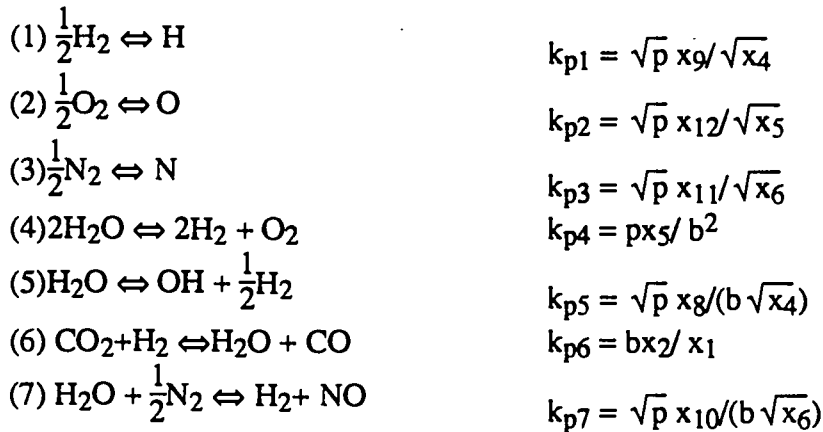 (1) ½H₂ ⇔ H kₚ₁ = √p x₉/√x₄
(2) ½O₂ ⇔ O kₚ₂ = √p x₁₂/√x₅
(3)½N₂ ⇔ N kₚ₃ = √p x₁₁/√x₆
(4)2H₂O ⇔ 2H₂ + O₂ kₚ₄ = px₅/ b²
(5)H₂O ⇔ OH + ½H₂ kₚ₅ = √p x₈/(b √x₄)
(6) CO₂+H₂ ⇔H₂O + CO kₚ₆ = bx₂/ x₁
(7) H₂O + ½N₂ ⇔ H₂+ NO kₚ₇ = √p x₁₀/(b √x₆)